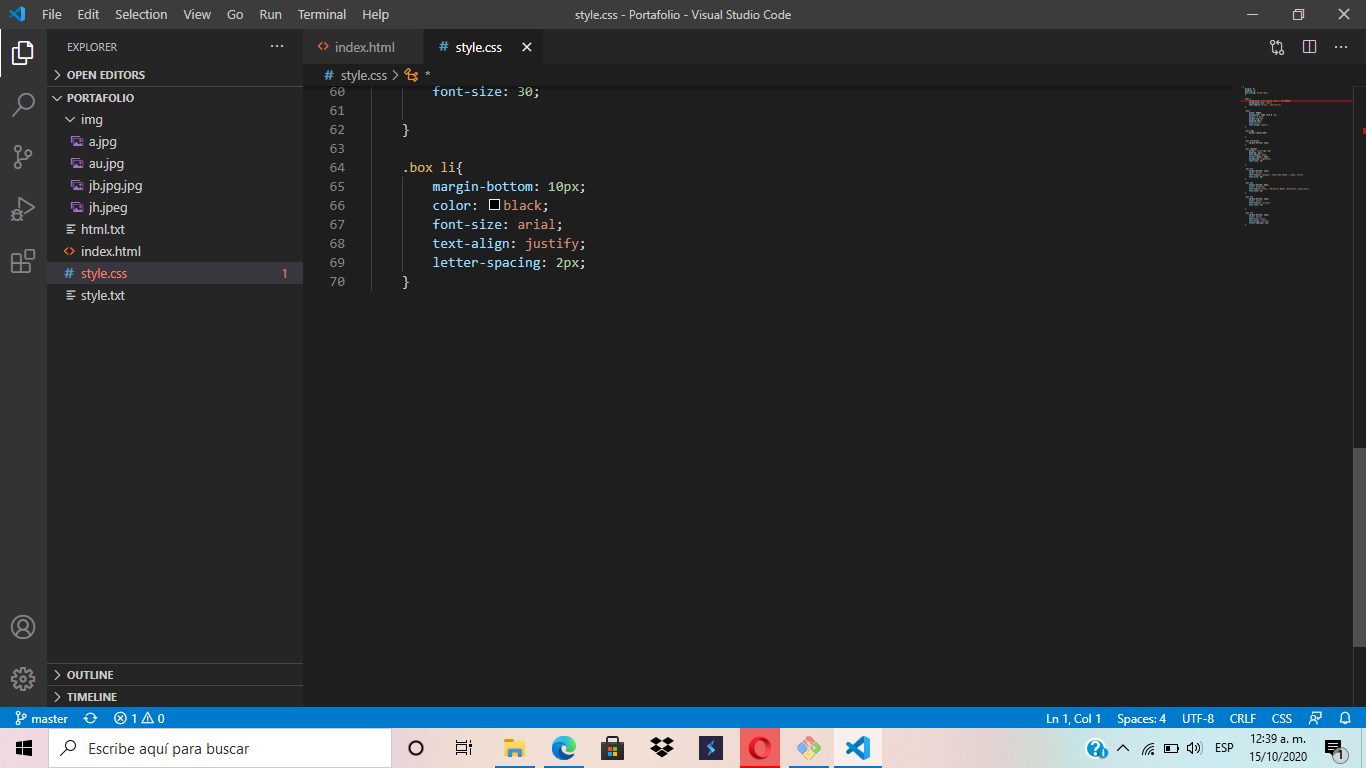 File Edit Selection View Go Run Terminal Help
style.css - Portafolio - Visual Studio Code
EXPLORER
index.html
# style.css
OPEN EDITORS
# style.css > *
PORTAFOLIO
img
a.jpg
au.jpg
jb.jpg.jpg
jh.jpeg
html.txt
index.html
# style.css 1
style.txt
60 font-size: 30;
61
62 }
63
64 .box li{
65 margin-bottom: 10px;
66 color: black;
67 font-size: arial;
68 text-align: justify;
69 letter-spacing: 2px;
70 }
OUTLINE
TIMELINE
master 1 0
Ln 1, Col 1 Spaces: 4 UTF-8 CRLF CSS
Escribe aquí para buscar
ESP
12:39 a. m.
15/10/2020
1